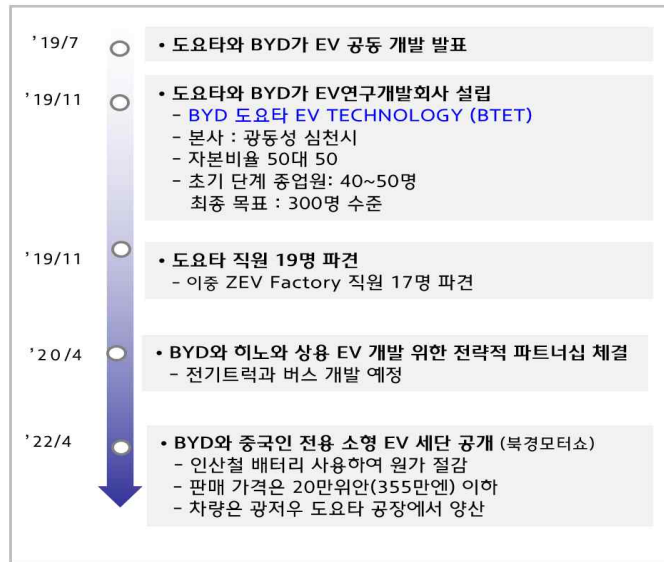 '19/7
• 도요타와 BYD가 EV 공동 개발 발표
'19/11
• 도요타와 BYD가 EV연구개발회사 설립
- BYD 도요타 EV TECHNOLOGY (BTET)
- 본사 : 광동성 심천시
- 자본비율 50대 50
- 초기 단계 종업원: 40~50명
최종 목표 : 300명 수준
'19/11
• 도요타 직원 19명 파견
- 이중 ZEV Factory 직원 17명 파견
'20/4
• BYD와 히노와 상용 EV 개발 위한 전략적 파트너십 체결
- 전기트럭과 버스 개발 예정
'22/4
• BYD와 중국인 전용 소형 EV 세단 공개 (북경모터쇼)
- 인산철 배터리 사용하여 원가 절감
- 판매 가격은 20만위안(355만엔) 이하
- 차량은 광저우 도요타 공장에서 양산